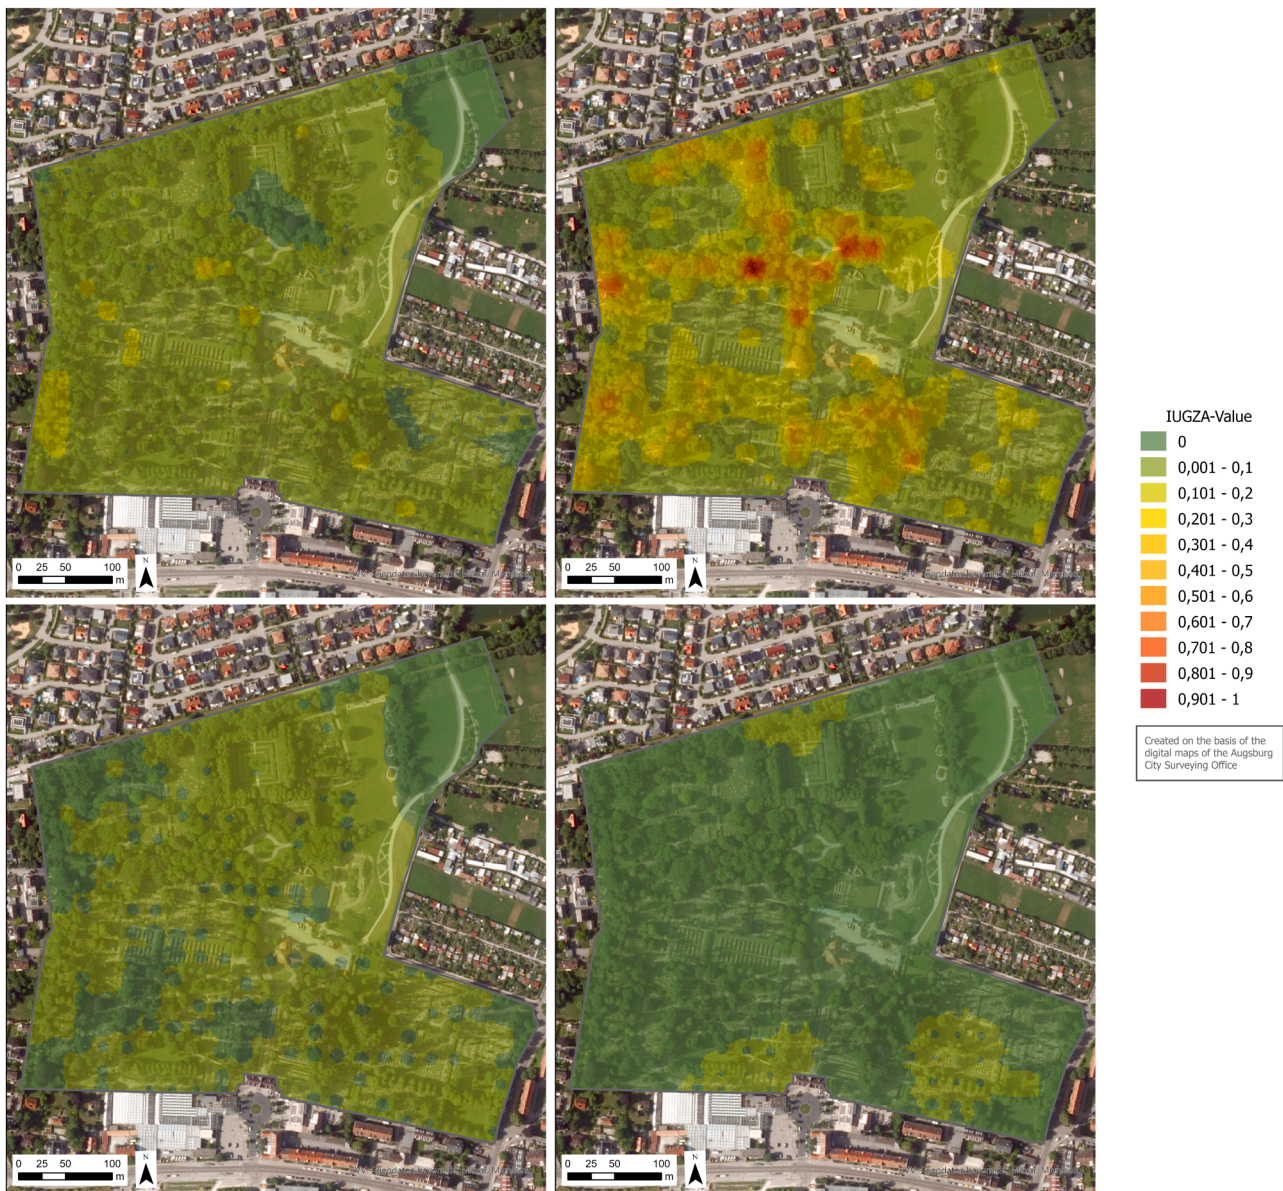 N
0 25 50 100
m
N
0 25 50 100
m
IUGZA-Value
0
0,001 - 0,1
0,101 - 0,2
0,201 - 0,3
0,301 - 0,4
0,401 - 0,5
0,501 - 0,6
0,601 - 0,7
0,701 - 0,8
0,801 - 0,9
0,901 - 1
Created on the basis of the
digital maps of the Augsburg
City Surveying Office
N
0 25 50 100
m
N
0 25 50 100
m